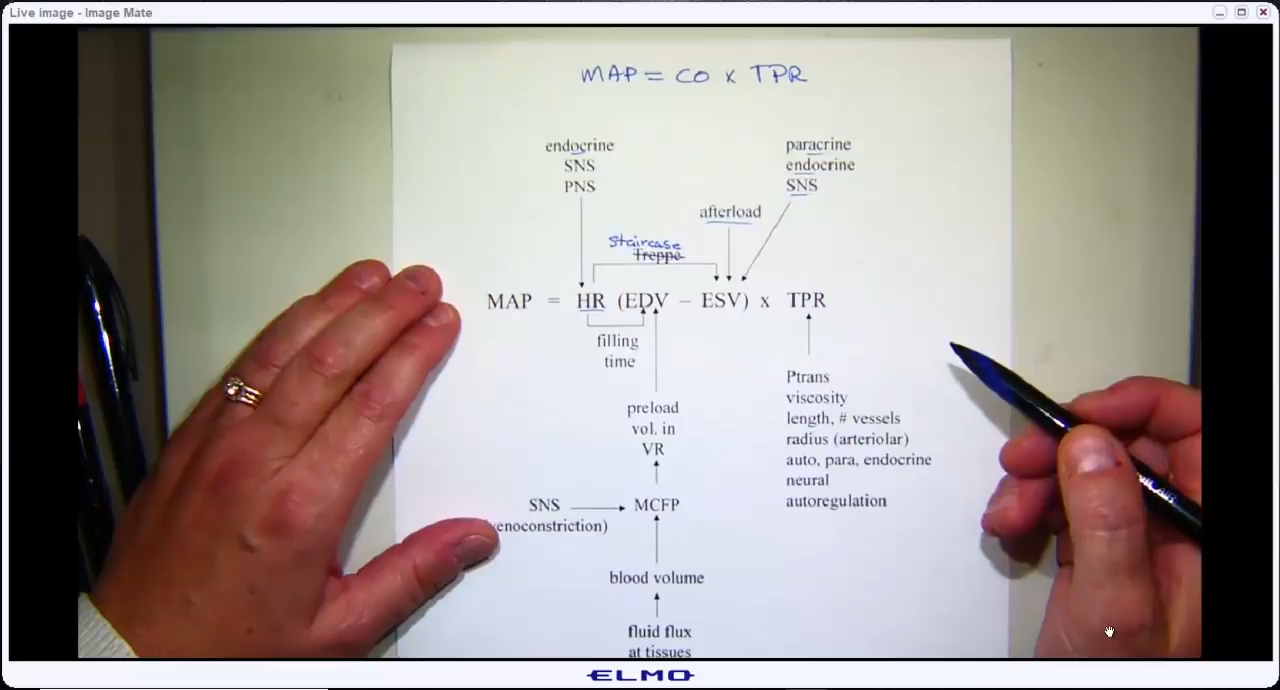 Live image - Image Mate
MAP = CO x TPR
endocrine
SNS
PNS
paracrine
endocrine
SNS
afterload
staircase
Treppe
MAP = HR (EDV – ESV) x TPR
filling
time
preload
vol. in
VR
Ptrans
viscosity
length, # vessels
radius (arteriolar)
auto, para, endocrine
neural
autoregulation
SNS
MCFP
enoconstriction)
blood volume
fluid flux
at tissues
ELMO